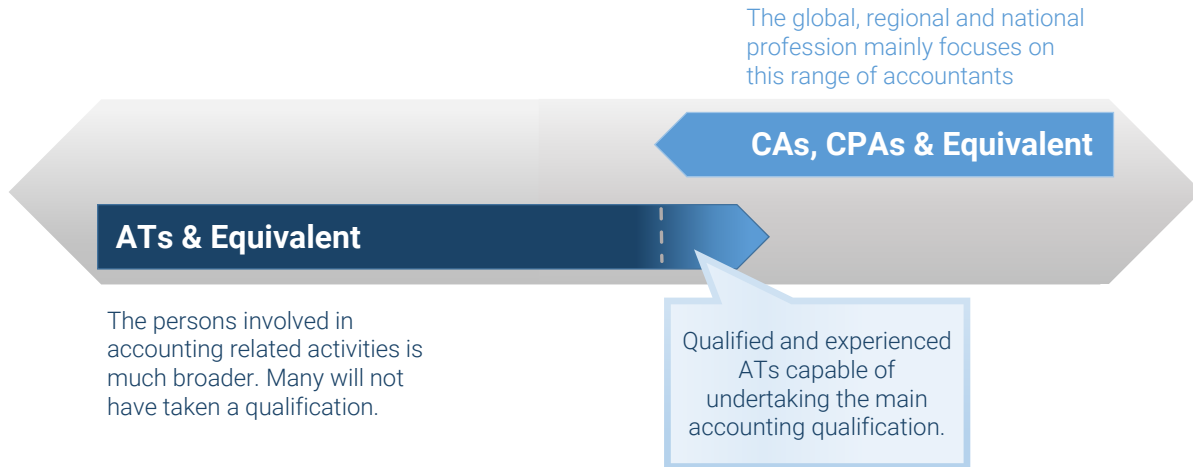 The global, regional and national
profession mainly focuses on
this range of accountants
CAs, CPAs & Equivalent
ATs & Equivalent
The persons involved in
accounting related activities is
much broader. Many will not
have taken a qualification.
Qualified and experienced
ATs capable of
undertaking the main
accounting qualification.